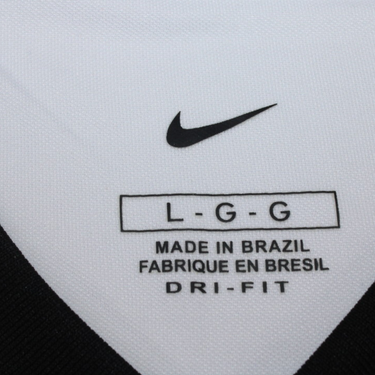 L - G - G
MADE IN BRAZIL
FABRIQUE EN BRESIL
DRI-FIT